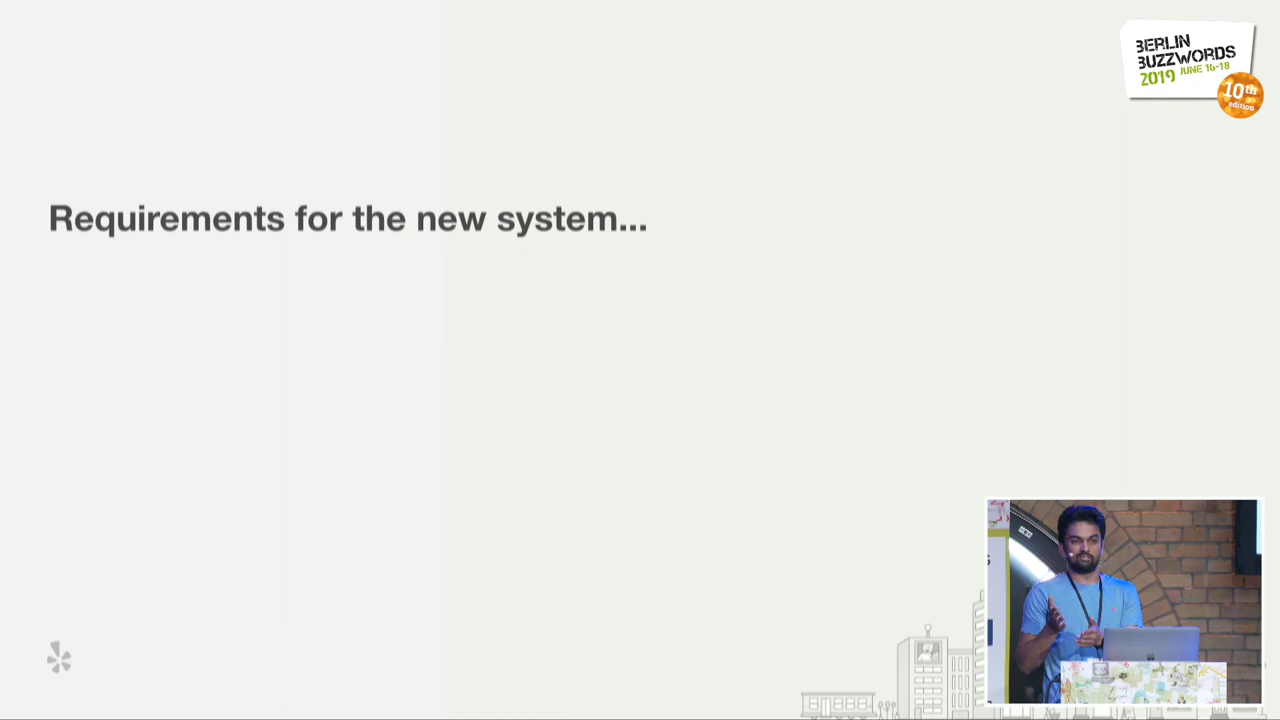 BERLIN
BUZZWORDS
2019 JUNE 16-18
10th
edition
Requirements for the new system...